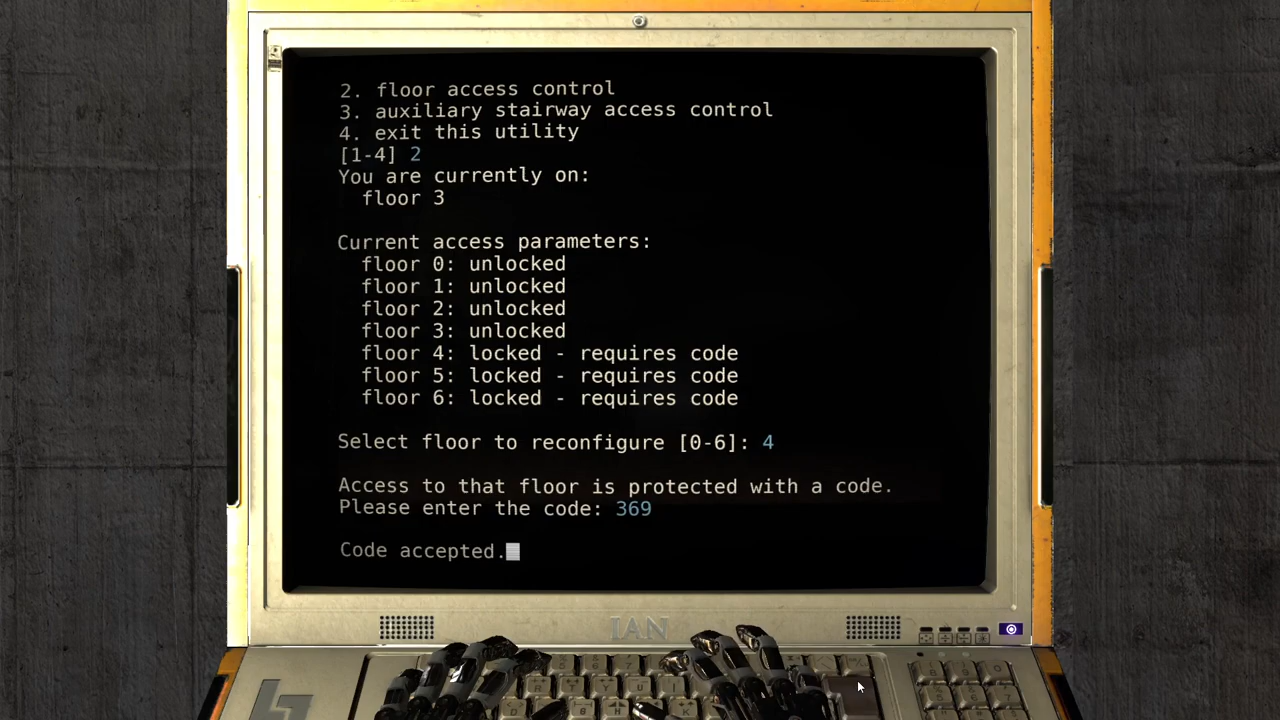 2. floor access control
3. auxiliary stairway access control
4. exit this utility
[1-4] 2
You are currently on:
floor 3
Current access parameters:
floor 0: unlocked
floor 1: unlocked
floor 2: unlocked
floor 3: unlocked
floor 4: locked - requires code
floor 5: locked - requires code
floor 6: locked - requires code
Select floor to reconfigure [0-6]: 4
Access to that floor is protected with a code.
Please enter the code: 369
Code accepted.
IAN